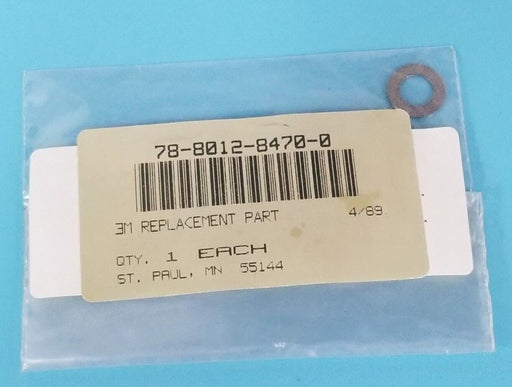 78-8012-8470-0
3M REPLACEMENT PART 4/89
QTY. 1 EACH
ST. PAUL, MN 55144